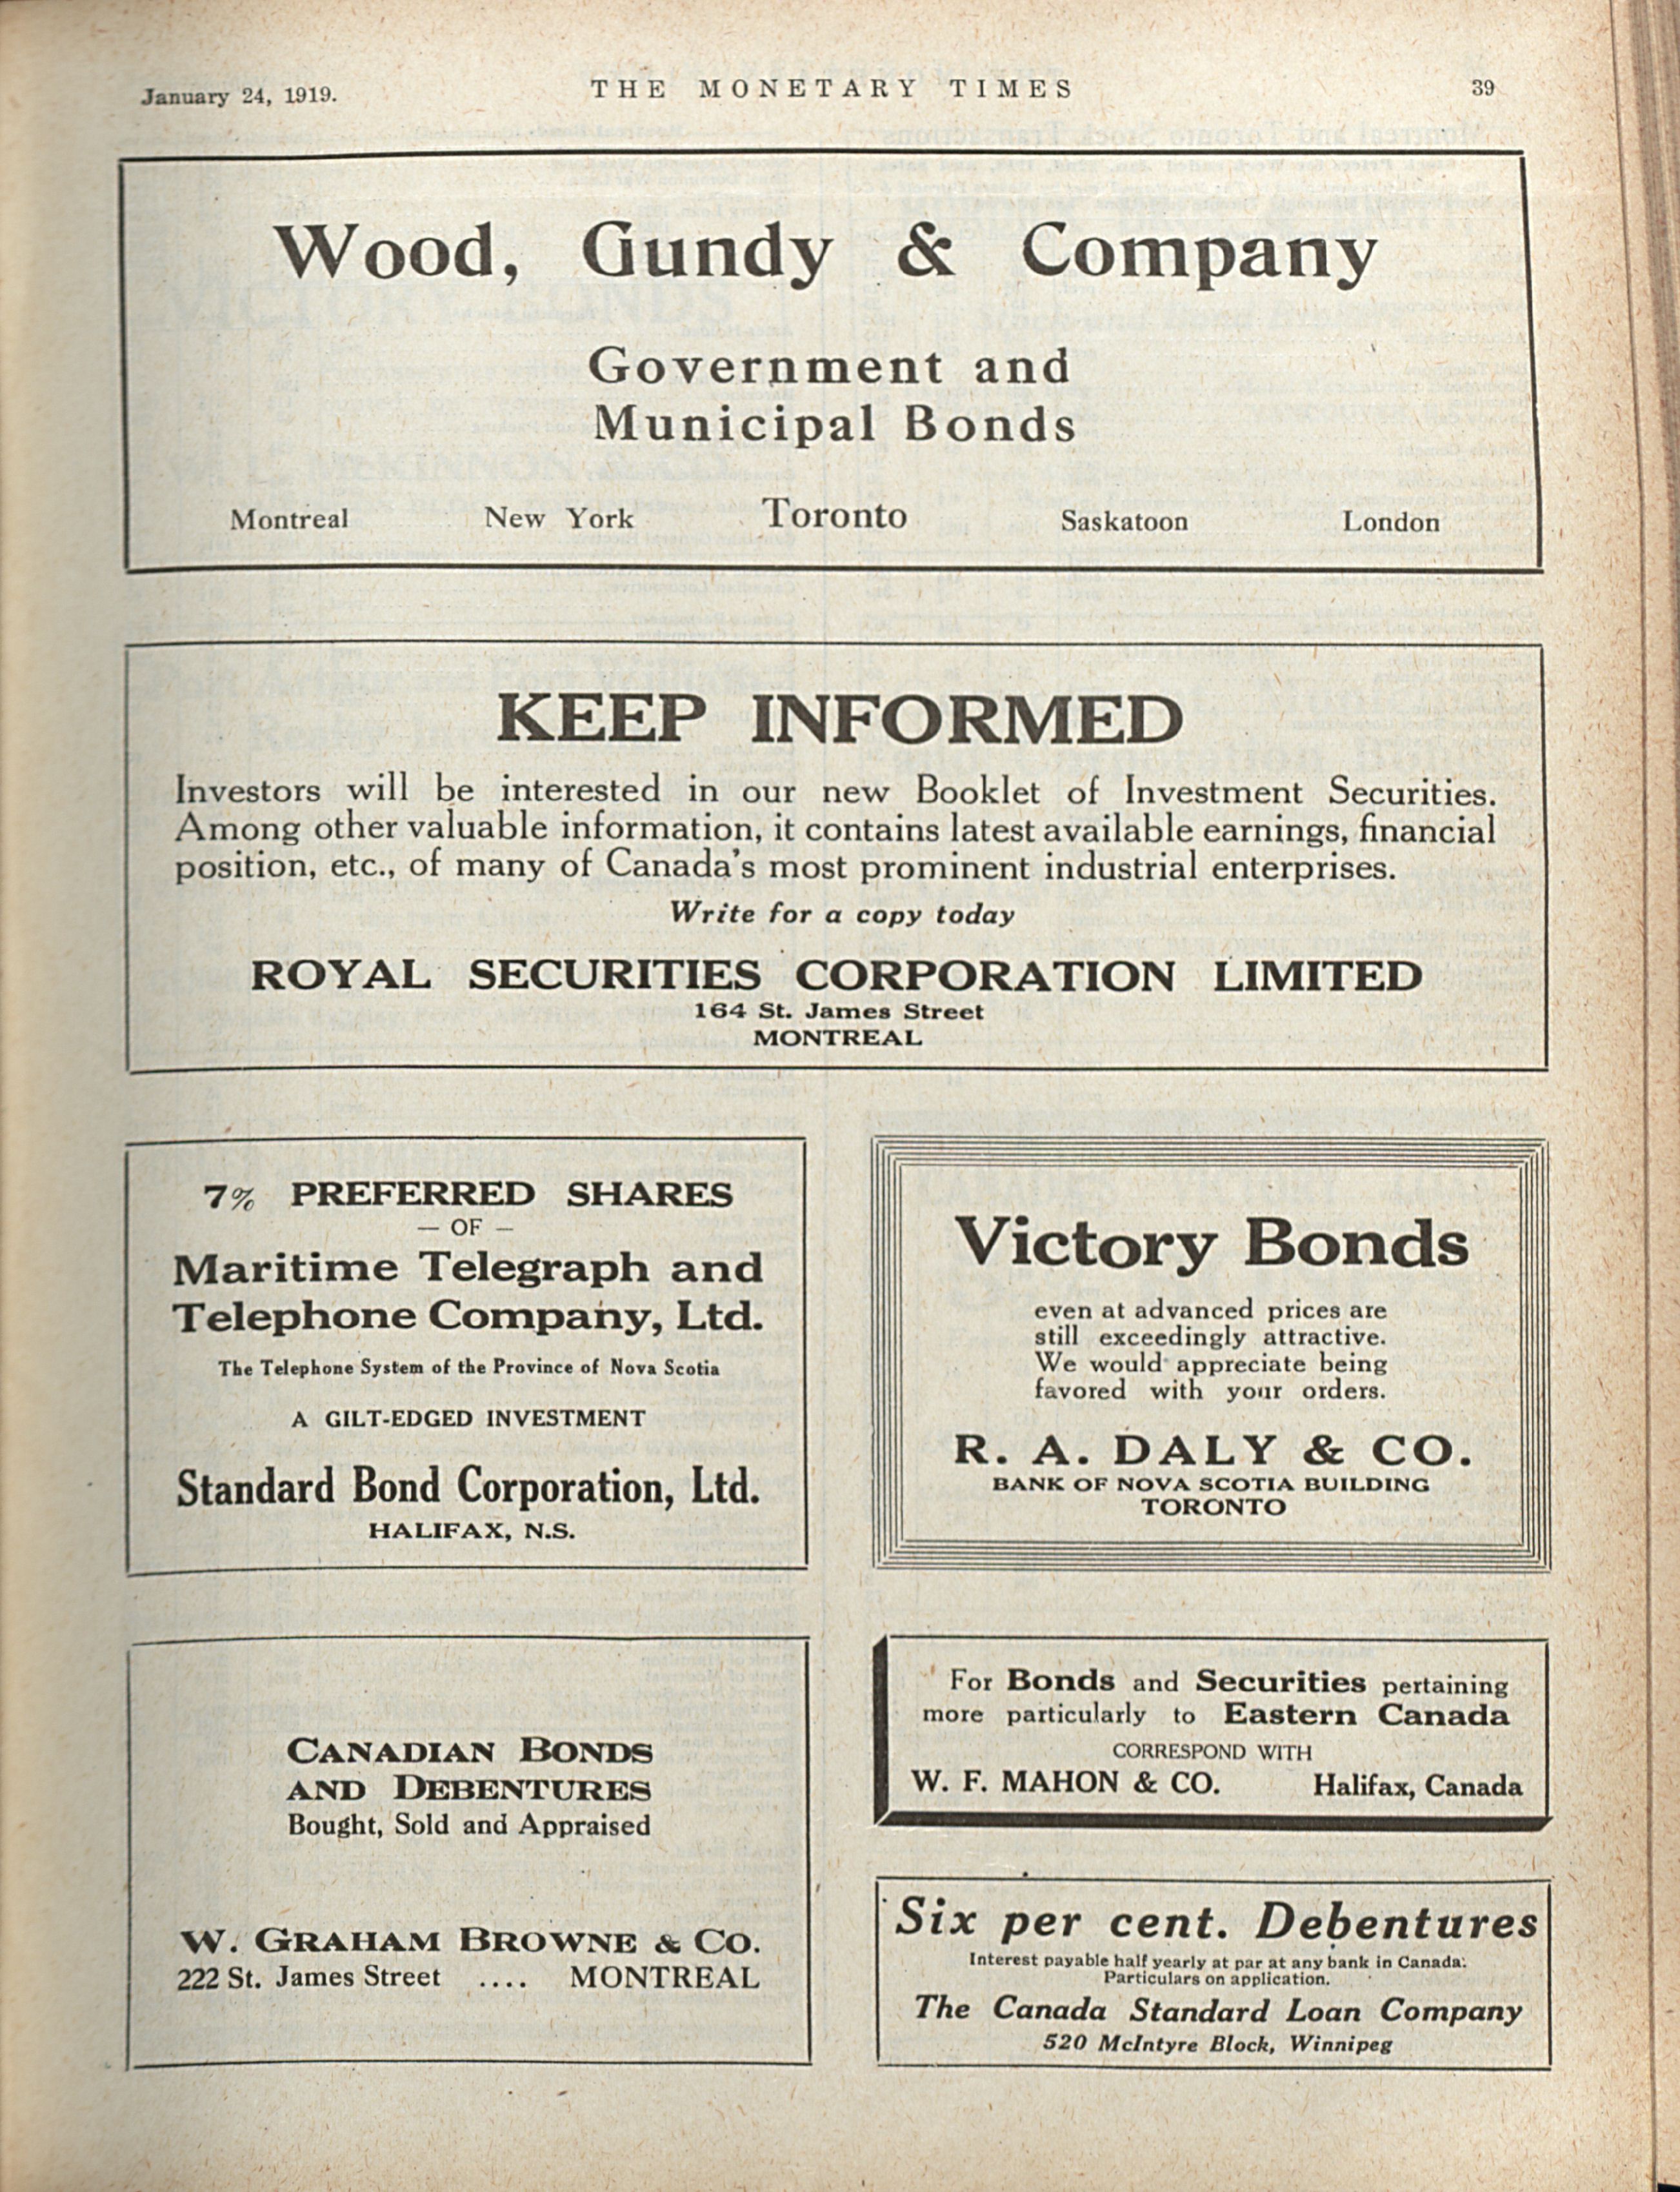 January 24, 1919.
THE MONETARY TIMES
39
Wood, Gundy & Company
Government and
Municipal Bonds
Montreal New York Toronto Saskatoon London
KEEP INFORMED
Investors will be interested in our new Booklet of Investment Securities.
Among other valuable information, it contains latest available earnings, financial
position, etc., of many of Canada's most prominent industrial enterprises.
Write for a copy today
ROYAL SECURITIES CORPORATION LIMITED
164 St. James Street
MONTREAL
7% PREFERRED SHARES
— OF —
Maritime Telegraph and
Telephone Company, Ltd.
The Telephone System of the Province of Nova Scotia
A GILT-EDGED INVESTMENT
Standard Bond Corporation, Ltd.
HALIFAX, N.S.
Victory Bonds
even at advanced prices are
still exceedingly attractive.
We would appreciate being
favored with your orders.
R. A. DALY & CO.
BANK OF NOVA SCOTIA BUILDING
TORONTO
CANADIAN BONDS
AND DEBENTURES
Bought, Sold and Appraised
W. GRAHAM BROWNE & CO.
222 St. James Street .... MONTREAL
For Bonds and Securities pertaining
more particularly to Eastern Canada
CORRESPOND WITH
W. F. MAHON & CO. Halifax, Canada
Six per cent. Debentures
Interest payable half yearly at par at any bank in Canada.
Particulars on application.
The Canada Standard Loan Company
520 McIntyre Block, Winnipeg